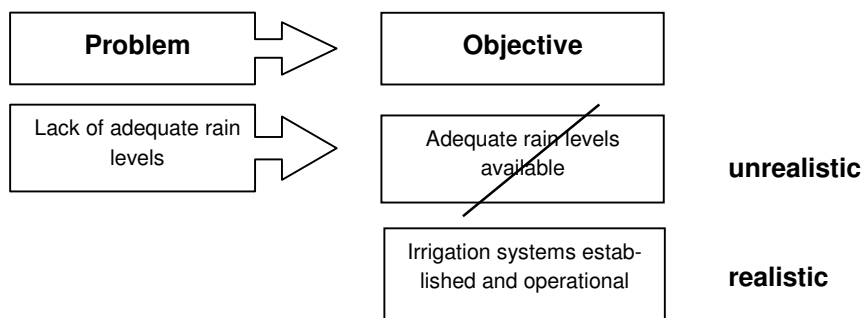 Problem
Objective
Lack of adequate rain
levels
Adequate rain levels
available
unrealistic
Irrigation systems estab-
lished and operational
realistic